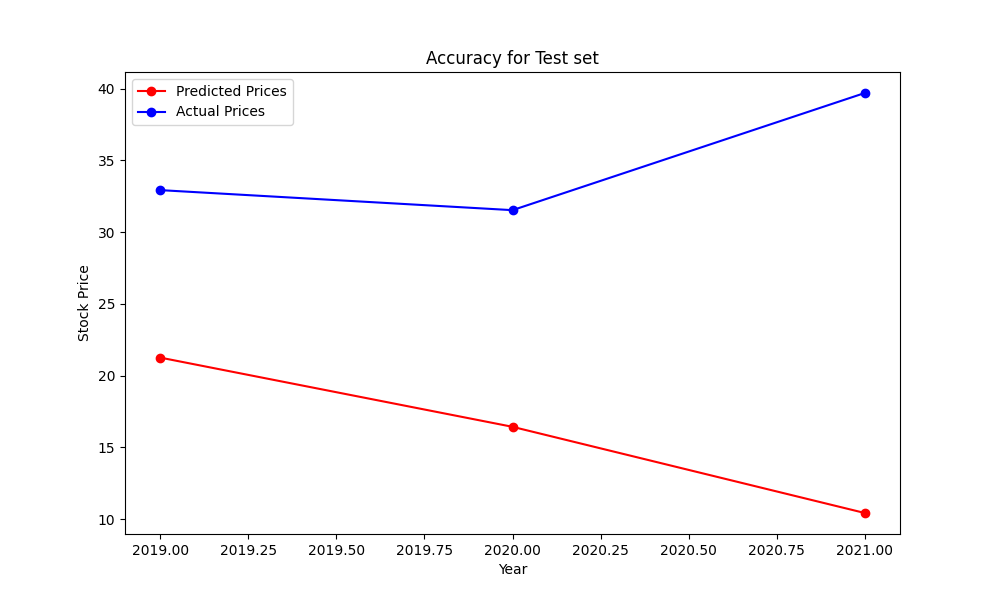 Accuracy for Test set
Predicted Prices
Actual Prices
Stock Price
40
35
30
25
20
15
10
2019.00 2019.25 2019.50 2019.75 2020.00 2020.25 2020.50 2020.75 2021.00
Year